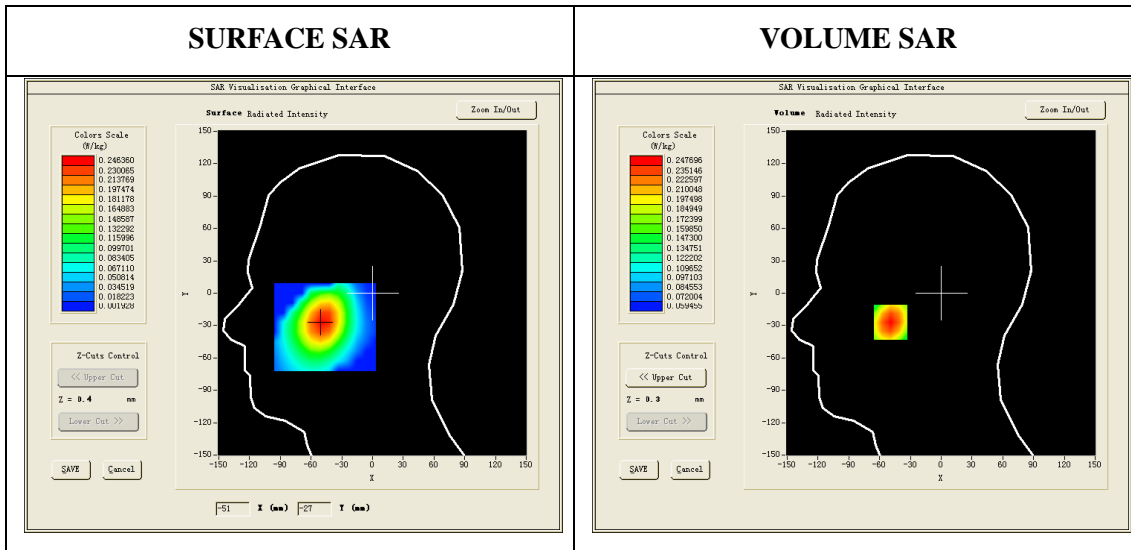 SURFACE SAR
SAR Visualisation Graphical Interface
Surface Radiated Intensity
Zoom In/Out
Colors Scale
(W/kg)
0.246360
0.230065
0.213769
0.197474
0.181178
0.164883
0.148587
0.132292
0.115996
0.099701
0.083405
0.067110
0.050814
0.034519
0.018223
0.001928
Z-Cuts Control
<< Upper Cut
Z = 0.4 mm
Lower Cut >>
SAVE Cancel
150
120
90
60
30
0
-30
-60
-90
-120
-150
Y
-150 -120 -90 -60 -30 0 30 60 90 120 150
X
-51 X (mm) -27 Y (mm)
VOLUME SAR
SAR Visualisation Graphical Interface
Volume Radiated Intensity
Zoom In/Out
Colors Scale
(W/kg)
0.247696
0.235146
0.222597
0.210048
0.197498
0.184949
0.172399
0.159850
0.147300
0.134751
0.122202
0.109652
0.097103
0.084553
0.072004
0.059455
Z-Cuts Control
<< Upper Cut
Z = 0.3 mm
Lower Cut >>
SAVE Cancel
150
120
90
60
30
0
-30
-60
-90
-120
-150
Y
-150 -120 -90 -60 -30 0 30 60 90 120 150
X